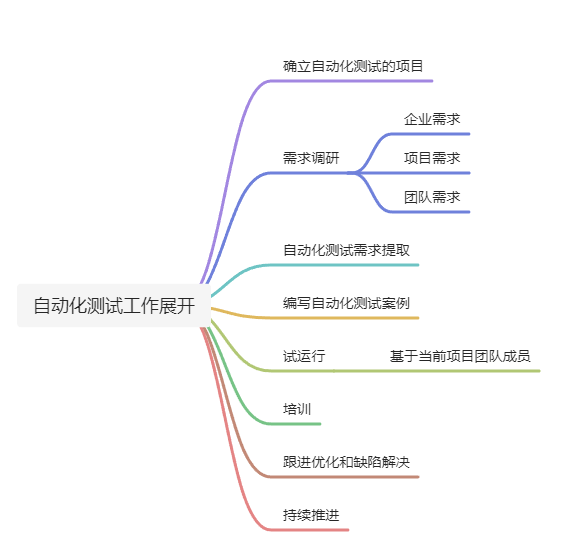 自动化测试工作展开
确立自动化测试的项目
需求调研
企业需求
项目需求
团队需求
自动化测试需求提取
编写自动化测试案例
试运行
基于当前项目团队成员
培训
跟进优化和缺陷解决
持续推进